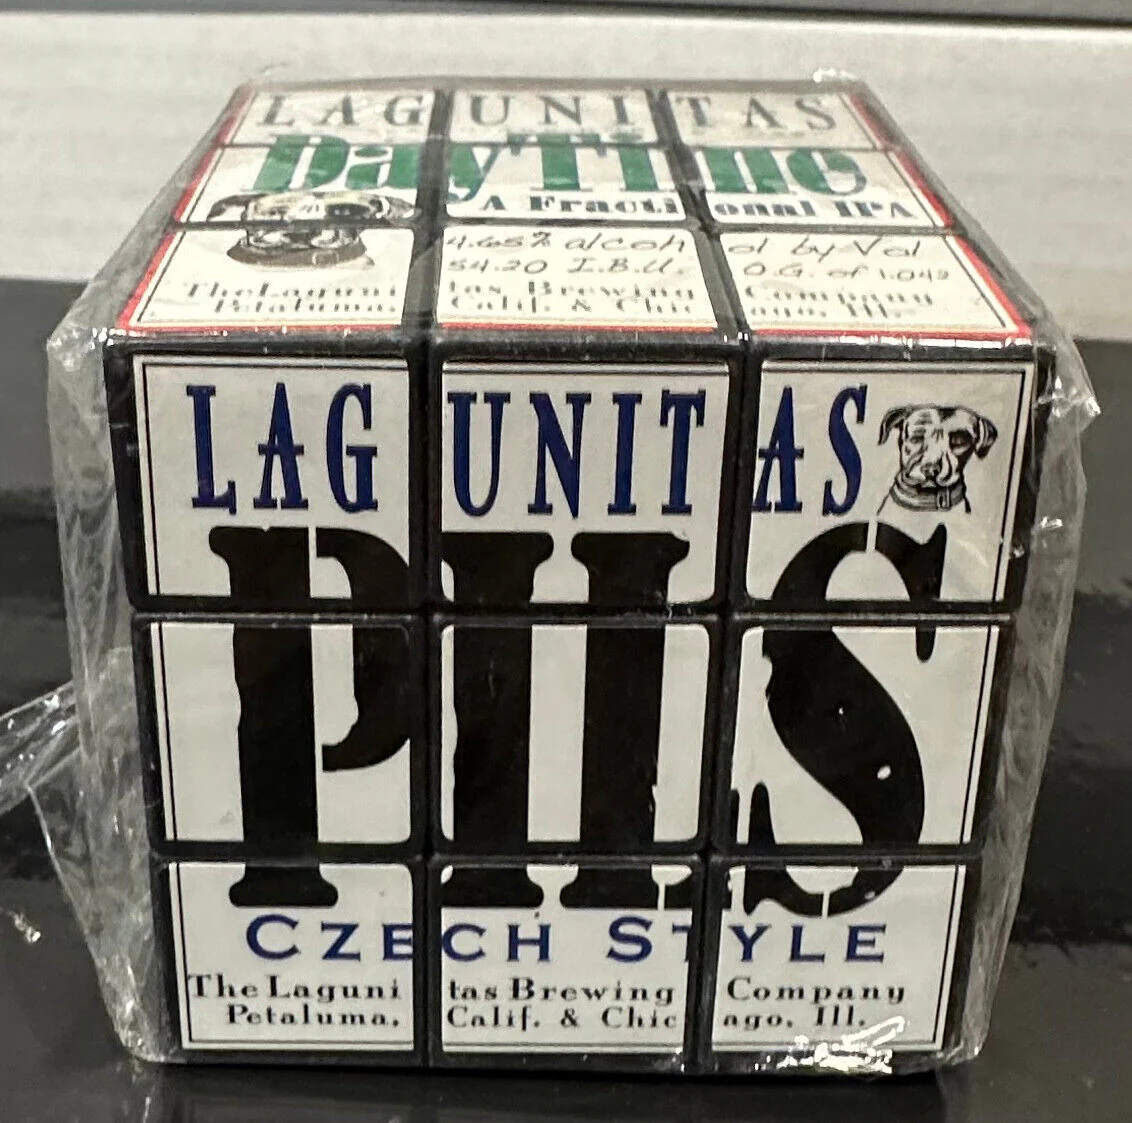 LAGUNITAS
DayTime
A Fractional IPA
4.65% alcohol by Vol
54.20 I.B.U. O.G. of 1.042
The Lagunitas Brewing Company
Petaluma, Calif. & Chicago, Ill.
LAGUNITAS
PILS
CZECH STYLE
The Lagunitas Brewing Company
Petaluma, Calif. & Chicago, Ill.